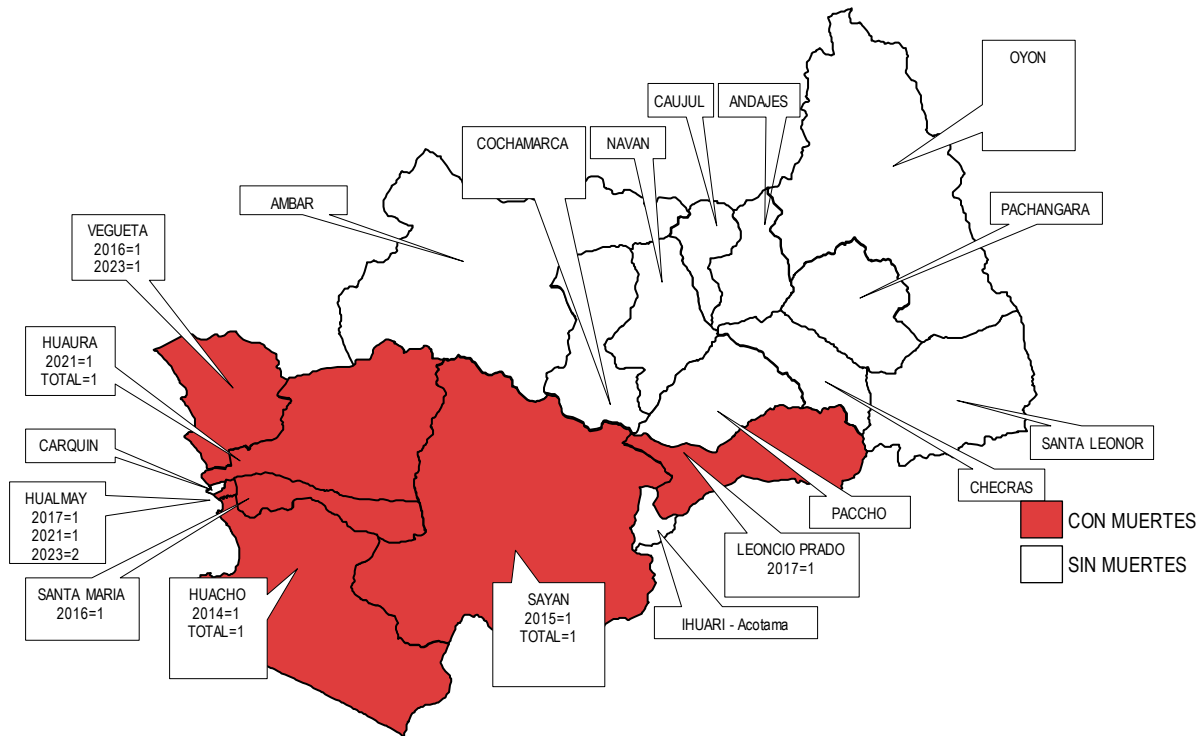 OYON
CAUJUL
ANDAJES
COCHAMARCA
NAVAN
AMBAR
PACHANGARA
VEGUETA
2016=1
2023=1
HUAURA
2021=1
TOTAL=1
CARQUIN
SANTA LEONOR
HUALMAY
2017=1
2021=1
2023=2
CHECRAS
PACCHO
CON MUERTES
LEONCIO PRADO
2017=1
SIN MUERTES
SANTA MARIA
2016=1
HUACHO
2014=1
TOTAL=1
SAYAN
2015=1
TOTAL=1
IHUARI - Acotama